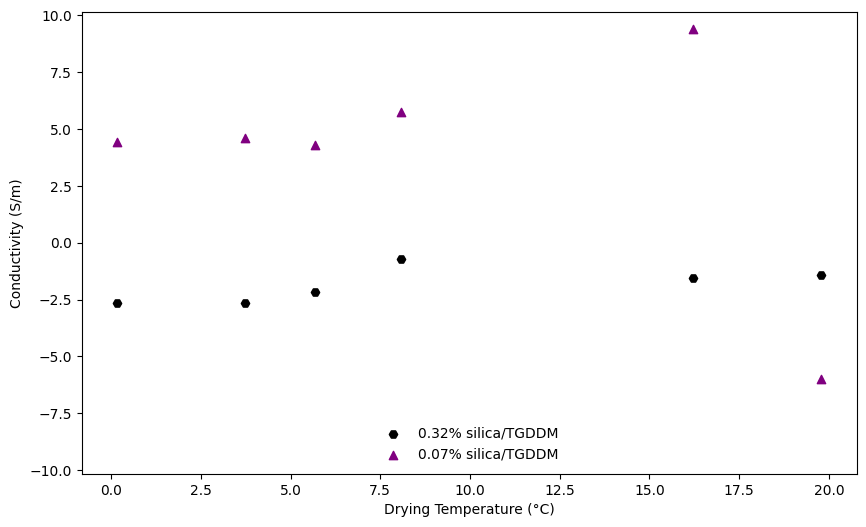 10.0
7.5
5.0
2.5
0.0
−2.5
−5.0
−7.5
−10.0
Conductivity (S/m)
0.32% silica/TGDDM
0.07% silica/TGDDM
0.0 2.5 5.0 7.5 10.0 12.5 15.0 17.5 20.0
Drying Temperature (°C)